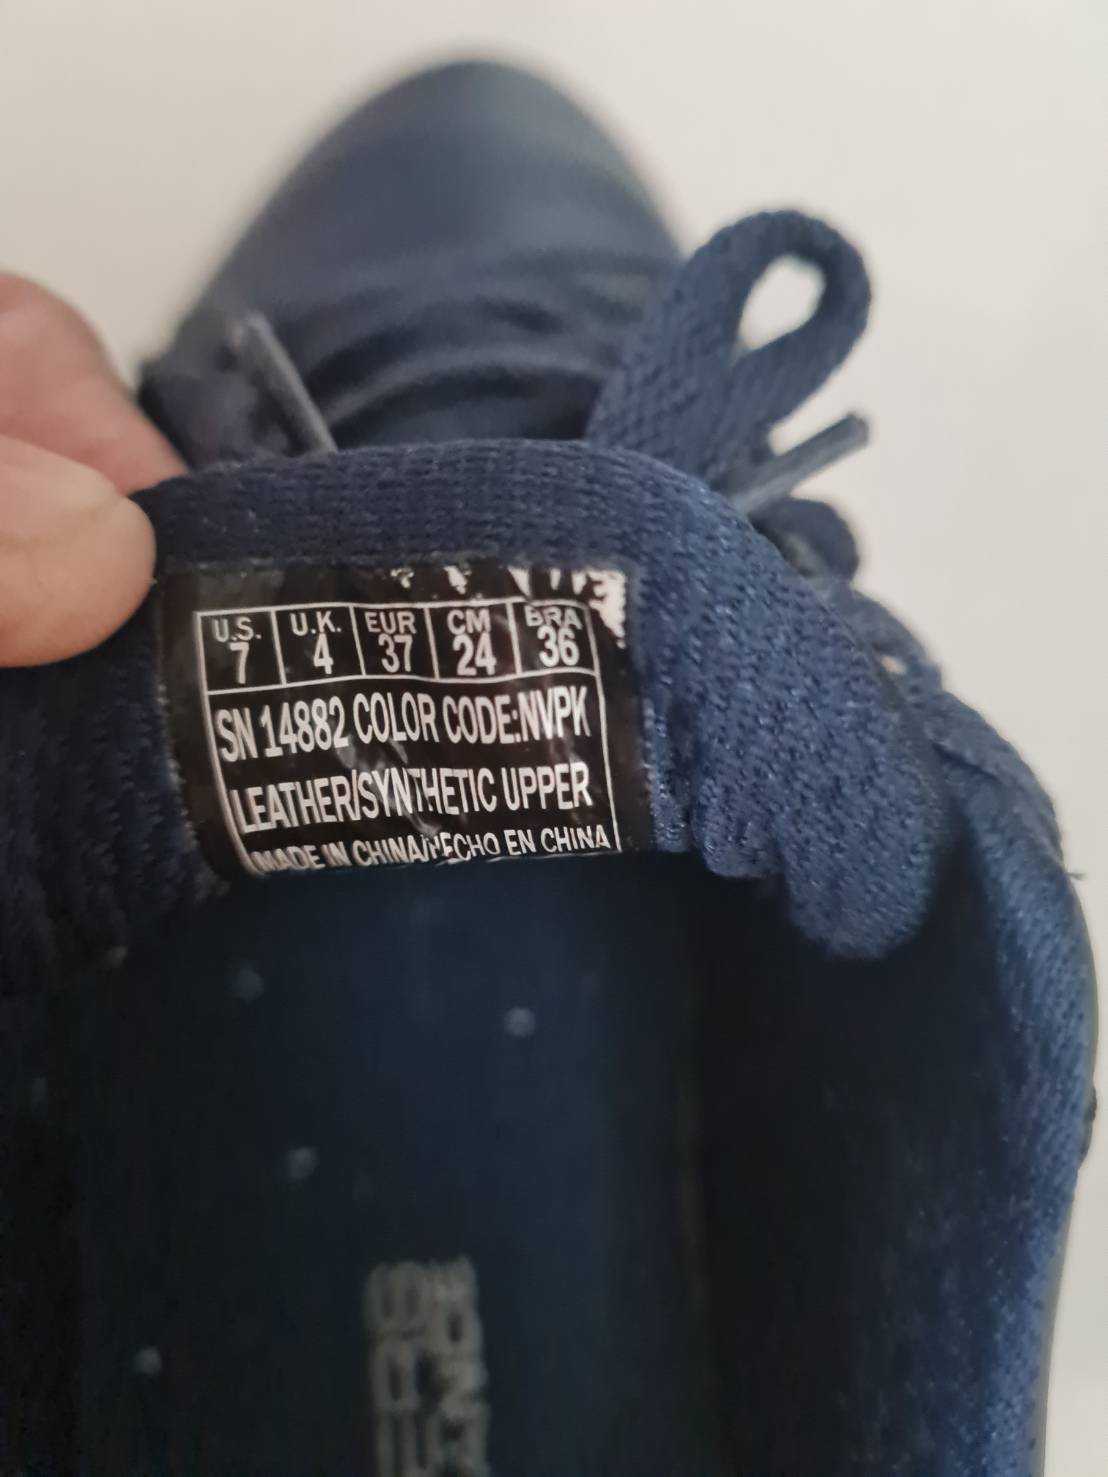 U.S. U.K. EUR CM BRA
7 4 37 24 36
SN 14882 COLOR CODE:NVPK
LEATHER/SYNTHETIC UPPER
MADE IN CHINA/HECHO EN CHINA